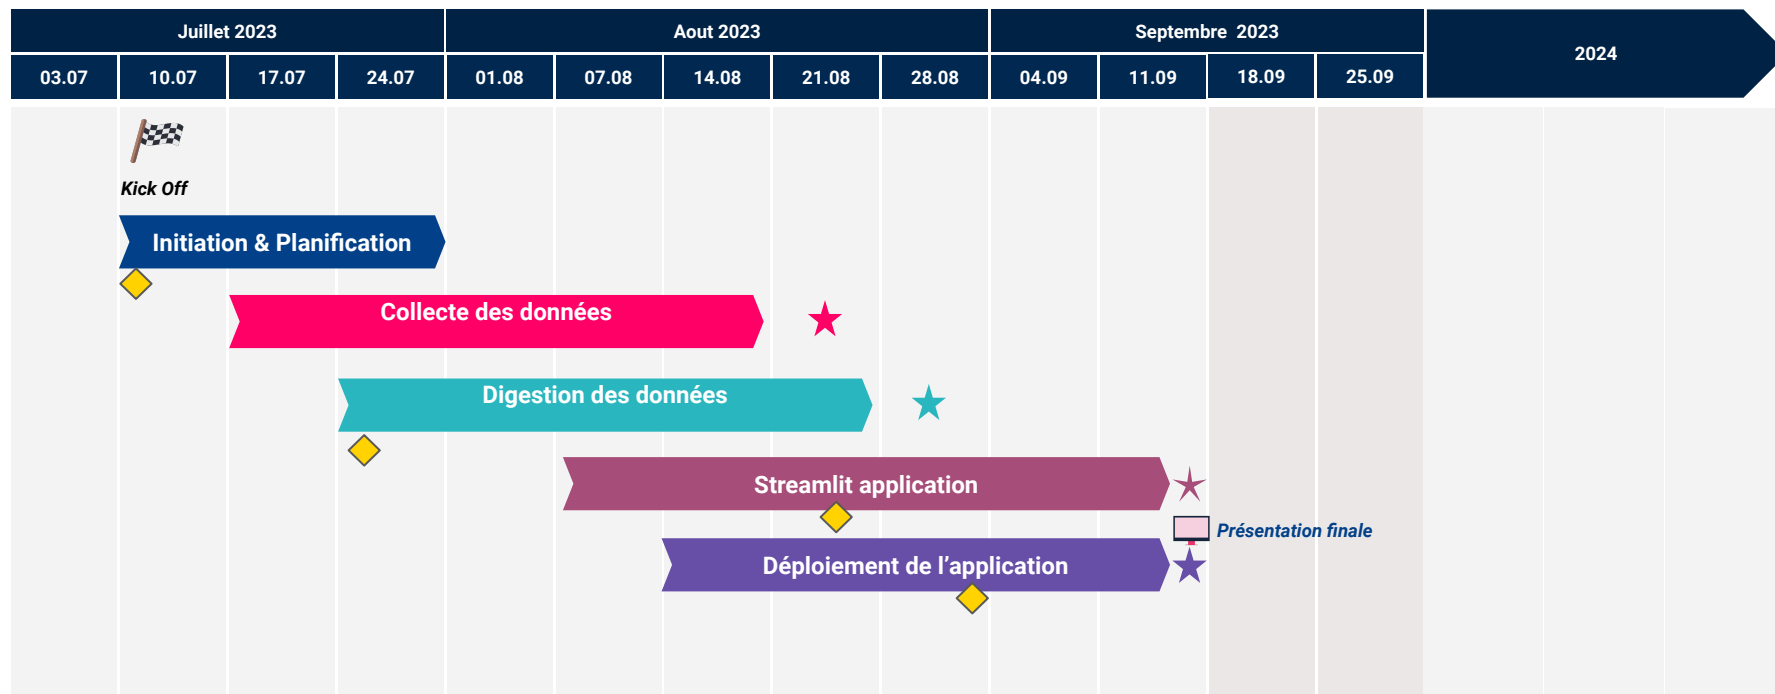 Juillet 2023
Aout 2023
Septembre 2023
2024
03.07
10.07
17.07
24.07
01.08
07.08
14.08
21.08
28.08
04.09
11.09
18.09
25.09
Kick Off
Initiation & Planification
Collecte des données
Digestion des données
Streamlit application
Présentation finale
Déploiement de l’application